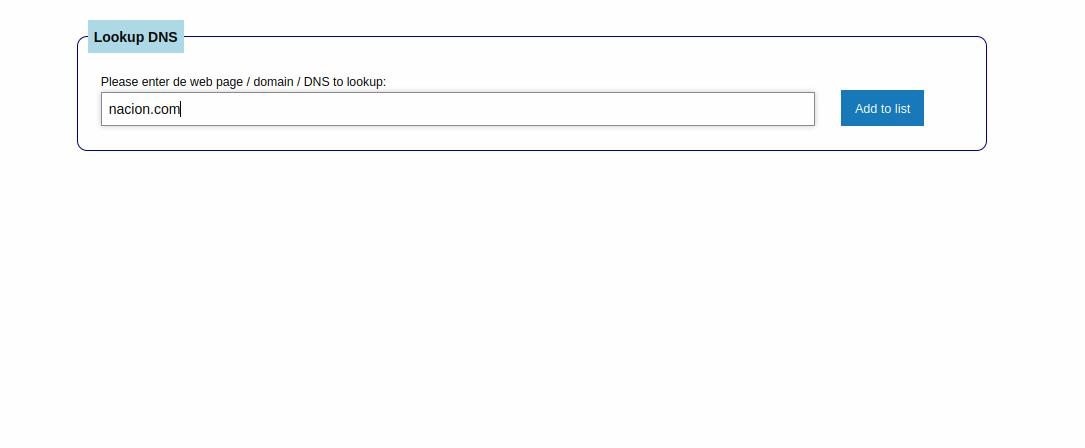 Lookup DNS
Please enter de web page / domain / DNS to lookup:
nacion.com
Add to list